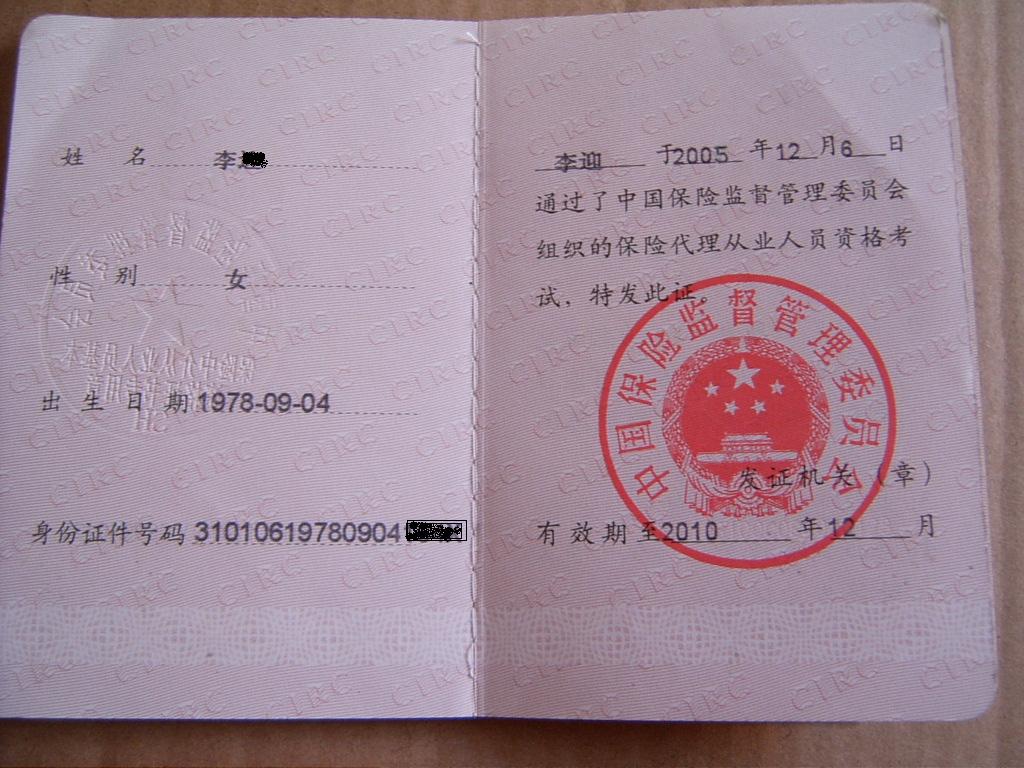 姓 名 李
性 别 女
出 生 日 期 1978-09-04
身份证件号码 31010619780904
李迎 于2005 年12 月6 日
通过了中国保险监督管理委员会
组织的保险代理从业人员资格考
试，特发此证。
中国保险监督管理委员会
发证机关（章）
有效期至2010 年12 月
CIRC